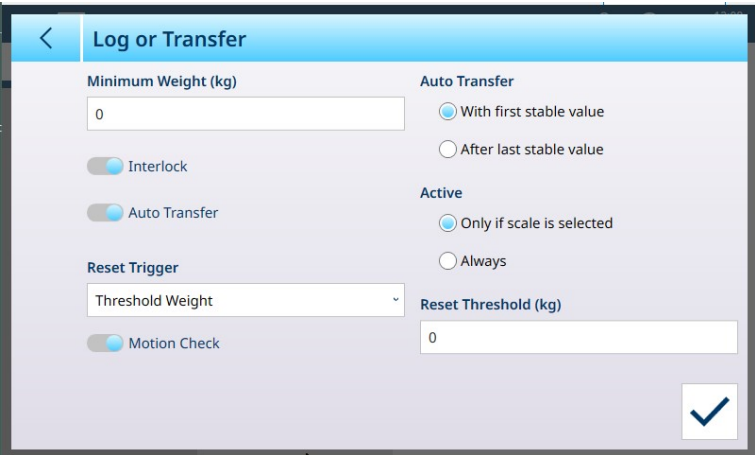 Log or Transfer
Minimum Weight (kg)
0
Interlock
Auto Transfer
Reset Trigger
Threshold Weight
Motion Check
Auto Transfer
With first stable value
After last stable value
Active
Only if scale is selected
Always
Reset Threshold (kg)
0